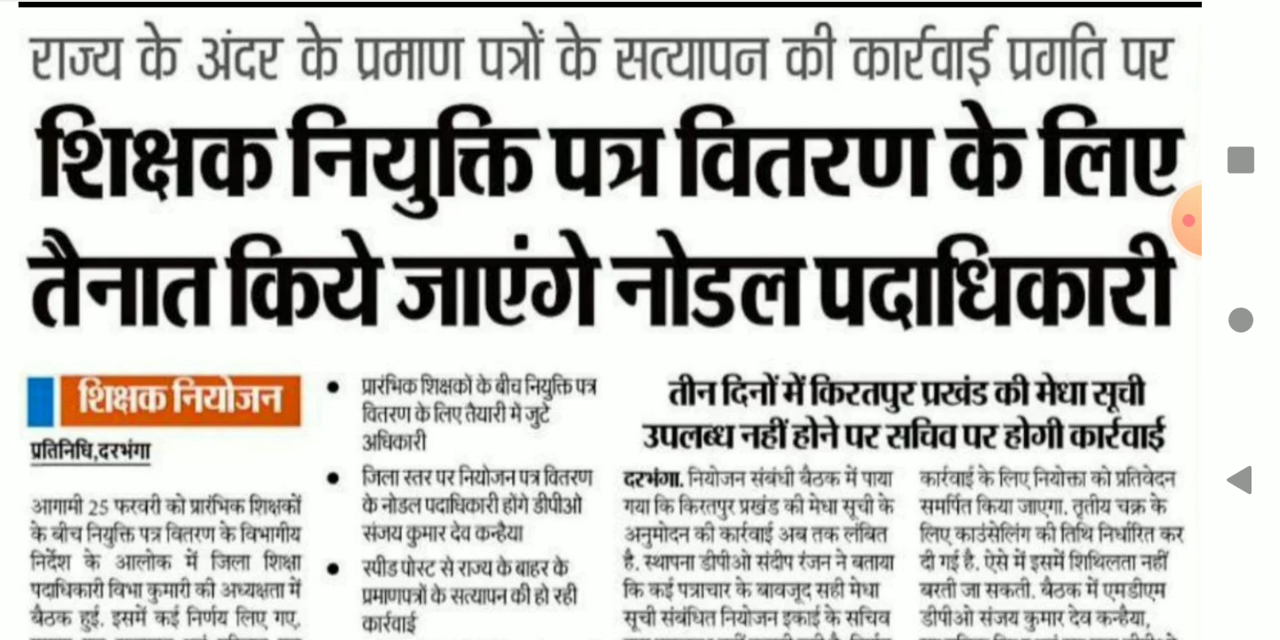 राज्य के अंदर के प्रमाण पत्रों के सत्यापन की कार्रवाई प्रगति पर
शिक्षक नियुक्ति पत्र वितरण के लिए
तैनात किये जाएंगे नोडल पदाधिकारी
शिक्षक नियोजन
प्रतिनिधि,दरभंगा
आगामी 25 फरवरी को प्रारंभिक शिक्षकों
के बीच नियुक्ति पत्र वितरण के विभागीय
निर्देश के आलोक में जिला शिक्षा
पदाधिकारी विभा कुमारी की अध्यक्षता में
बैठक हुई. इसमें कई निर्णय लिए गए.
● प्रारंभिक शिक्षकों के बीच नियुक्ति पत्र
वितरण के लिए तैयारी में जुटे
अधिकारी
● जिला स्तर पर नियोजन पत्र वितरण
के नोडल पदाधिकारी होंगे डीपीओ
संजय कुमार देव कन्हैया
● स्पीड पोस्ट से राज्य के बाहर के
प्रमाणपत्रों के सत्यापन की हो रही
कार्रवाई
तीन दिनों में किरतपुर प्रखंड की मेधा सूची
उपलब्ध नहीं होने पर सचिव पर होगी कार्रवाई
दरभंगा. नियोजन संबंधी बैठक में पाया
गया कि किरतपुर प्रखंड की मेधा सूची के
अनुमोदन की कार्रवाई अब तक लंबित
है. स्थापना डीपीओ संदीप रंजन ने बताया
कि कई पत्राचार के बावजूद सही मेधा
सूची संबंधित नियोजन इकाई के सचिव
कार्रवाई के लिए नियोक्ता को प्रतिवेदन
समर्पित किया जाएगा. तृतीय चक्र के
लिए काउंसेलिंग की तिथि निर्धारित कर
दी गई है. ऐसे में इसमें शिथिलता नहीं
बरती जा सकती. बैठक में एमडीएम
डीपीओ संजय कुमार देव कन्हैया,